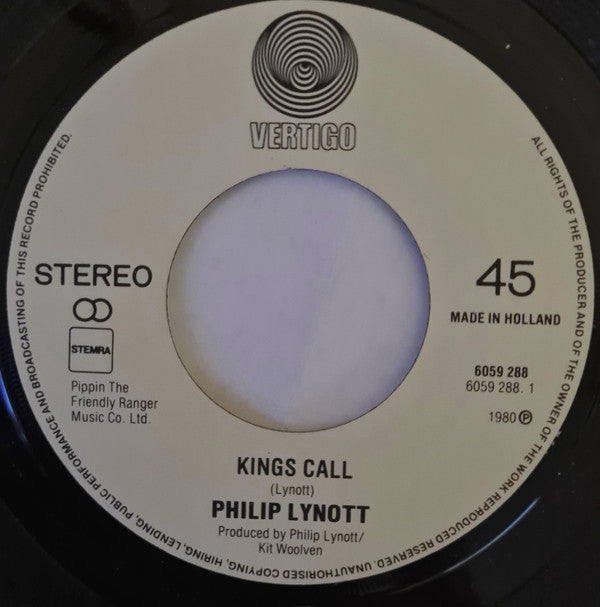 VERTIGO
STEREO
STEMRA
Pippin The
Friendly Ranger
Music Co. Ltd.
45
MADE IN HOLLAND
6059 288
6059 288. 1
1980 ℗
KINGS CALL
(Lynott)
PHILIP LYNOTT
Produced by Philip Lynott/
Kit Woolven
ALL RIGHTS OF THE PRODUCER AND OF THE OWNER OF THE WORK REPRODUCED RESERVED. UNAUTHORISED COPYING, HIRING, LENDING, PUBLIC PERFORMANCE AND BROADCASTING OF THIS RECORD PROHIBITED.